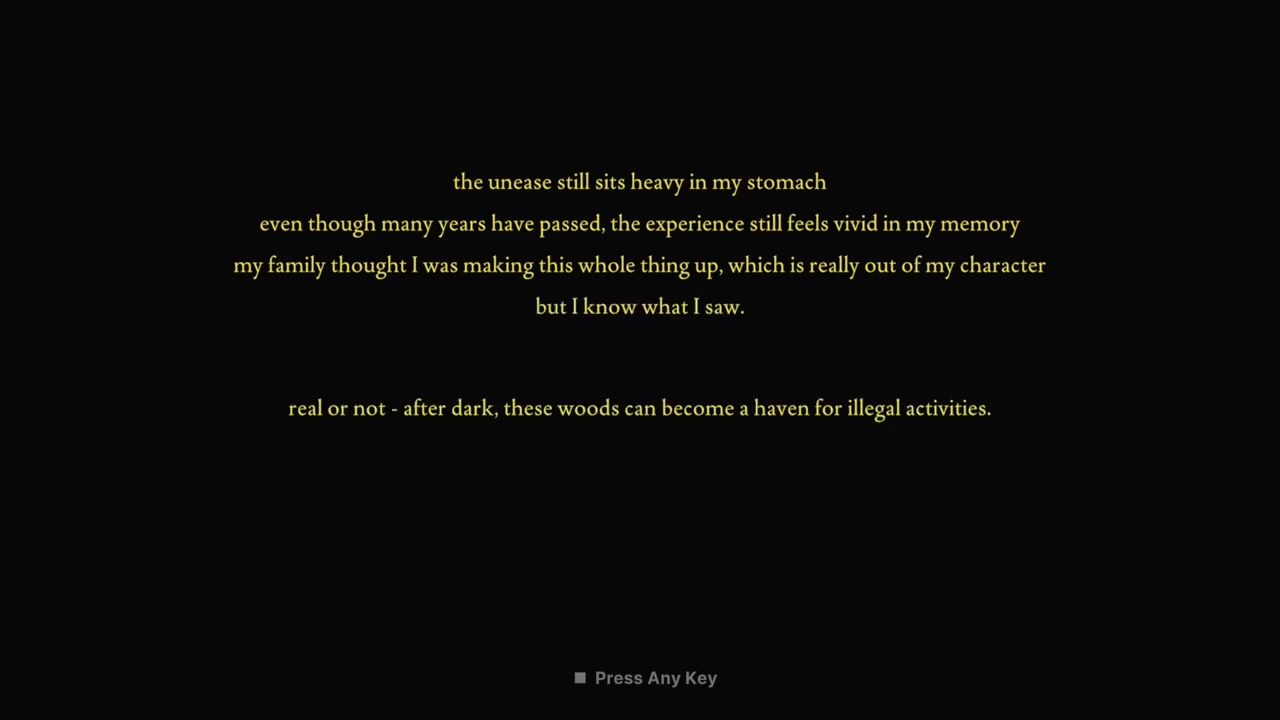 the unease still sits heavy in my stomach
even though many years have passed, the experience still feels vivid in my memory
my family thought I was making this whole thing up, which is really out of my character
but I know what I saw.
real or not - after dark, these woods can become a haven for illegal activities.
Press Any Key